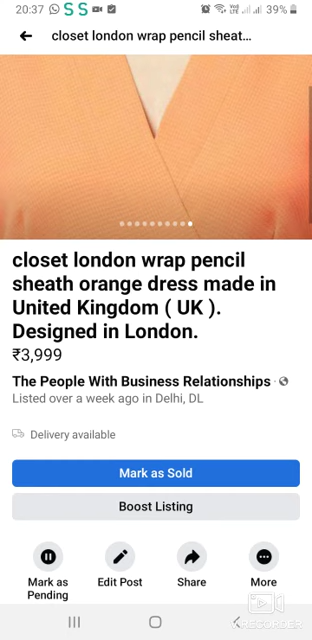 20:37 S S 39%
closet london wrap pencil sheat...
closet london wrap pencil
sheath orange dress made in
United Kingdom ( UK ).
Designed in London.
₹3,999
The People With Business Relationships ·
Listed over a week ago in Delhi, DL
Delivery available
Mark as Sold
Boost Listing
Mark as
Pending
Edit Post
Share
More
RECORDER